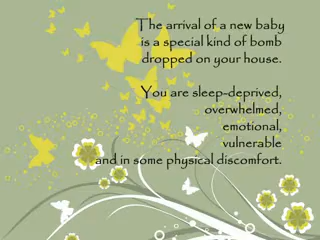 The arrival of a new baby
is a special kind of bomb
dropped on your house.
You are sleep-deprived,
overwhelmed,
emotional,
vulnerable
and in some physical discomfort.